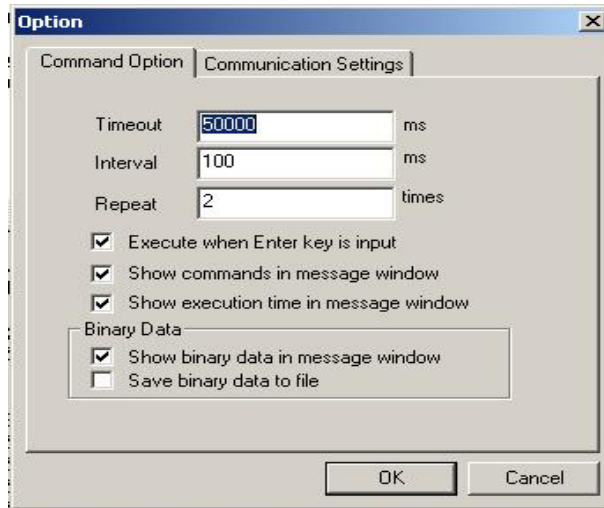 Option
Command Option Communication Settings
Timeout 50000 ms
Interval 100 ms
Repeat 2 times
Execute when Enter key is input
Show commands in message window
Show execution time in message window
Binary Data
Show binary data in message window
Save binary data to file
OK Cancel